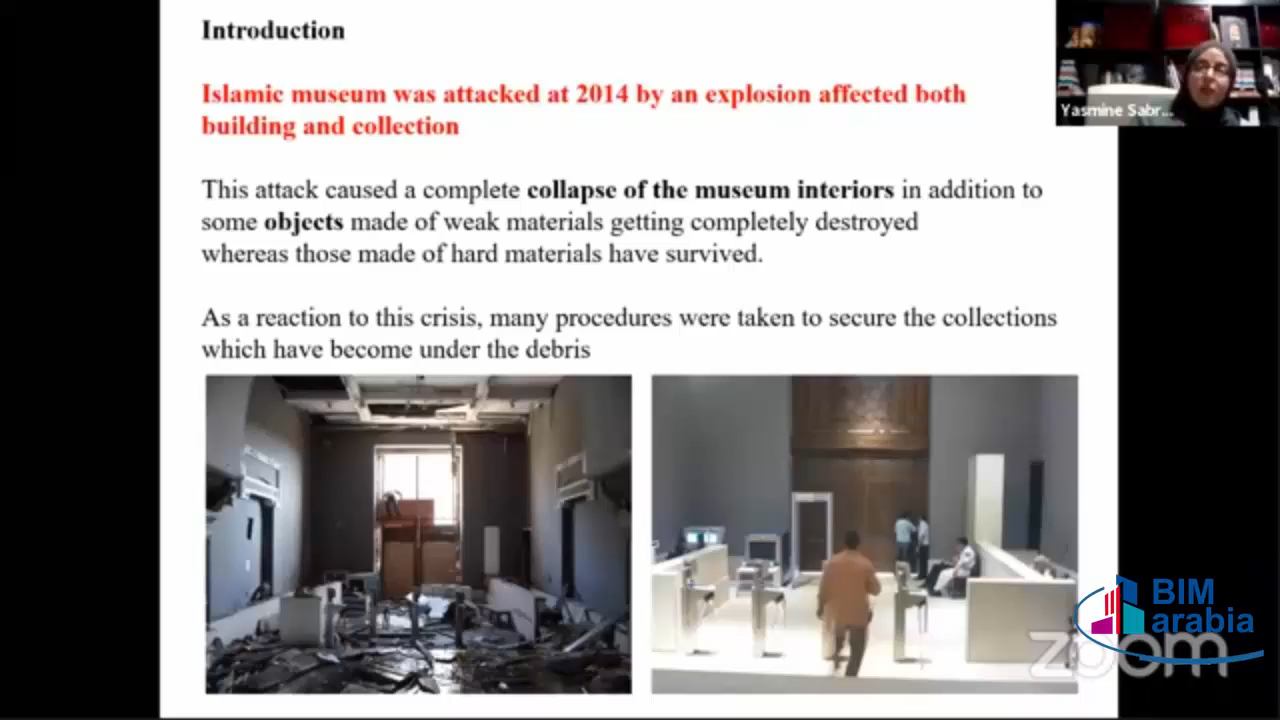 Introduction
Islamic museum was attacked at 2014 by an explosion affected both
building and collection
This attack caused a complete collapse of the museum interiors in addition to
some objects made of weak materials getting completely destroyed
whereas those made of hard materials have survived.
As a reaction to this crisis, many procedures were taken to secure the collections
which have become under the debris
Yasmine Sabr...
BIM
arabia
zoom